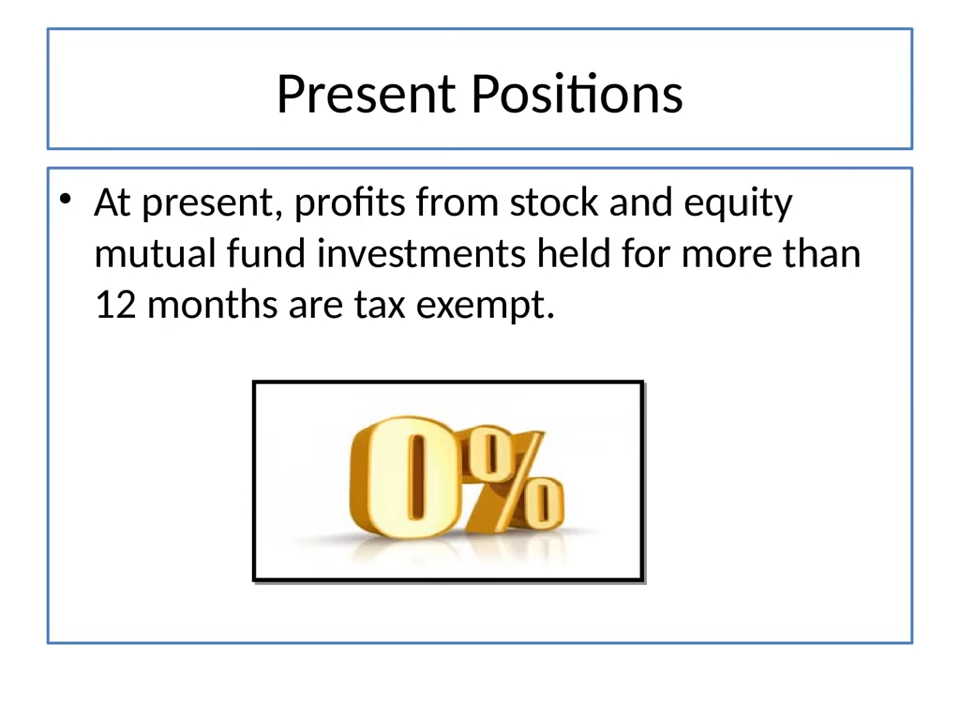 Present Positions
• At present, profits from stock and equity
mutual fund investments held for more than
12 months are tax exempt.
0%